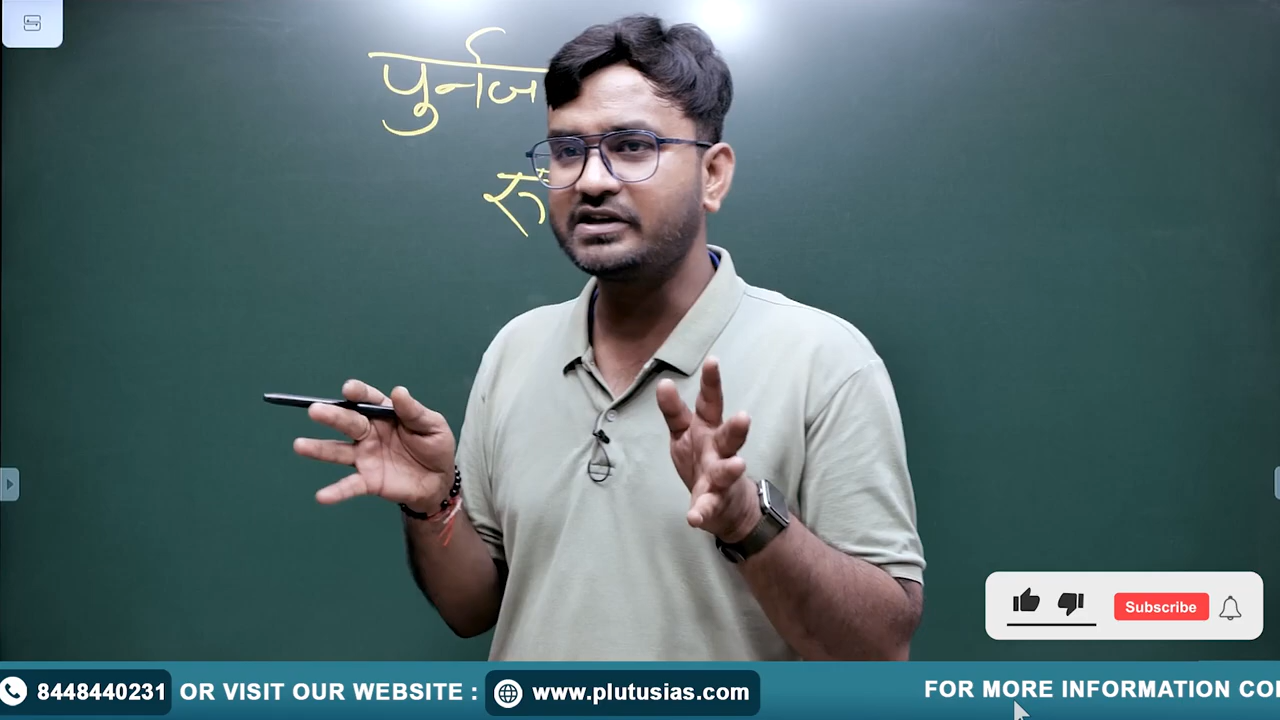 पुर्नज
Subscribe
8448440231 OR VISIT OUR WEBSITE : www.plutusias.com FOR MORE INFORMATION CO